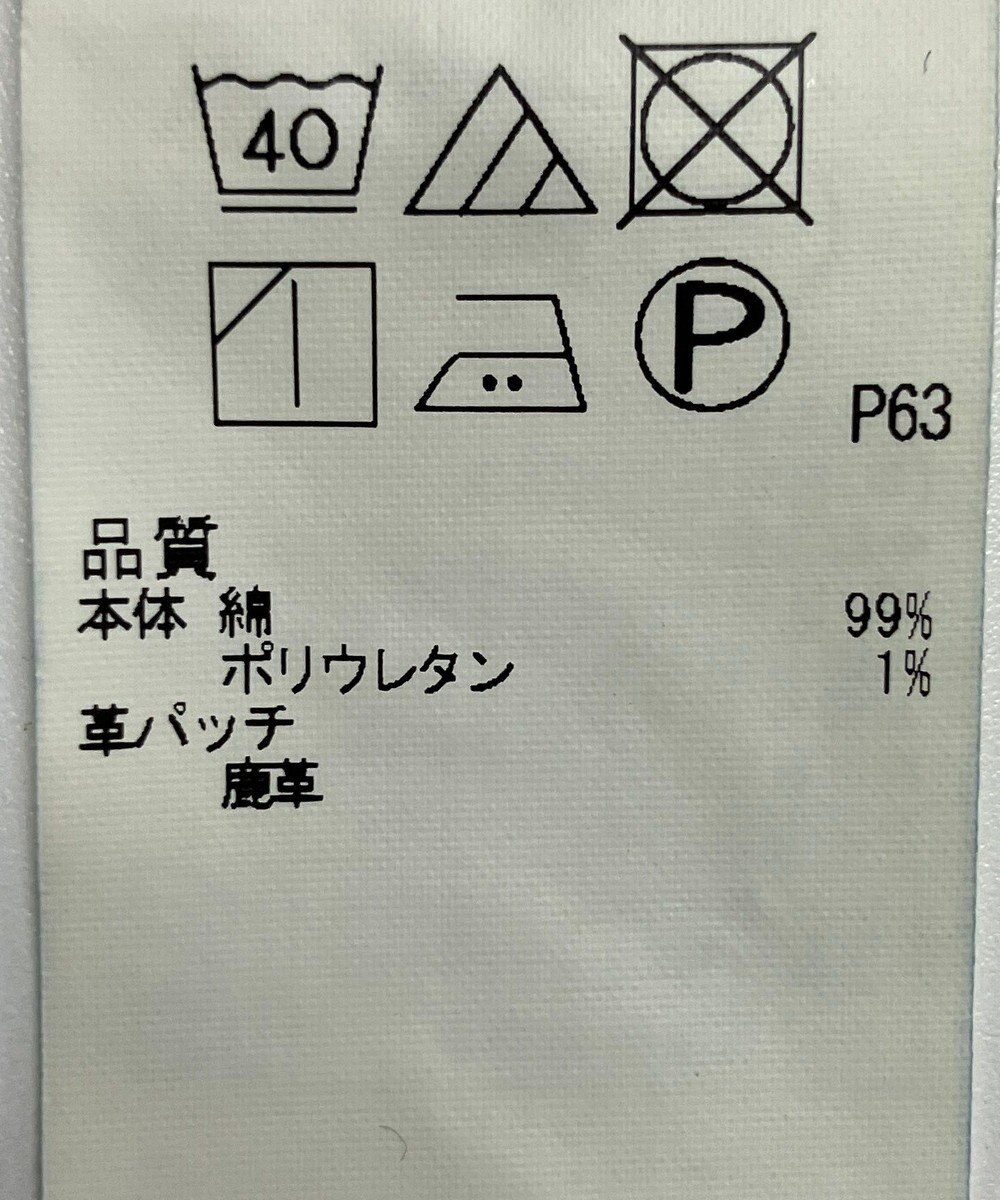 40
P
P63
品質
本体 綿 99%
ポリウレタン 1%
革パッチ
鹿革